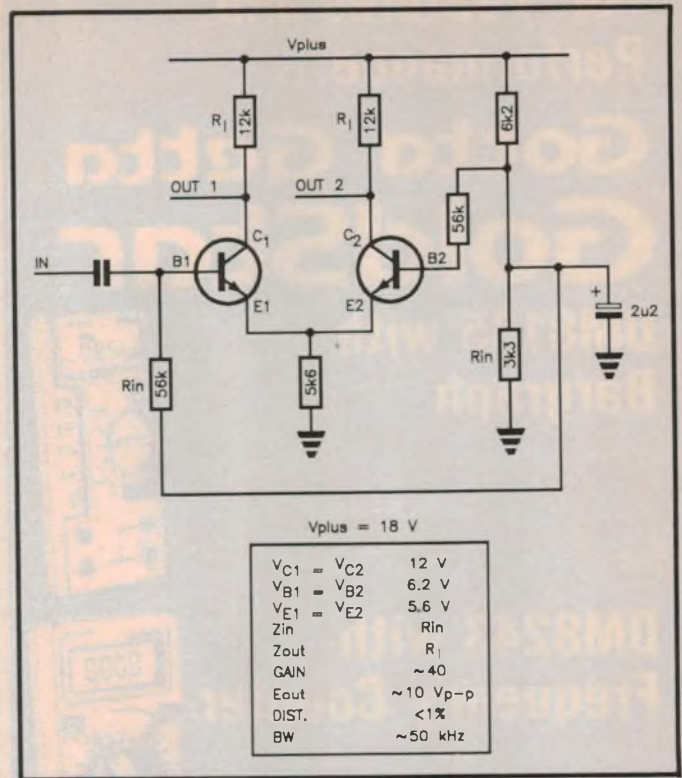 Vplus
R1 12k
R1 12k
6k2
OUT 1
OUT 2
56k
C1
C2
IN
B1
B2
E1
E2
+
2u2
Rin 56k
5k6
Rin 3k3
Vplus = 18 V
VC1 = VC2 12 V
VB1 = VB2 6.2 V
VE1 = VE2 5.6 V
Zin Rin
Zout R1
GAIN ~40
Eout ~10 Vp-p
DIST. <1%
BW ~50 kHz